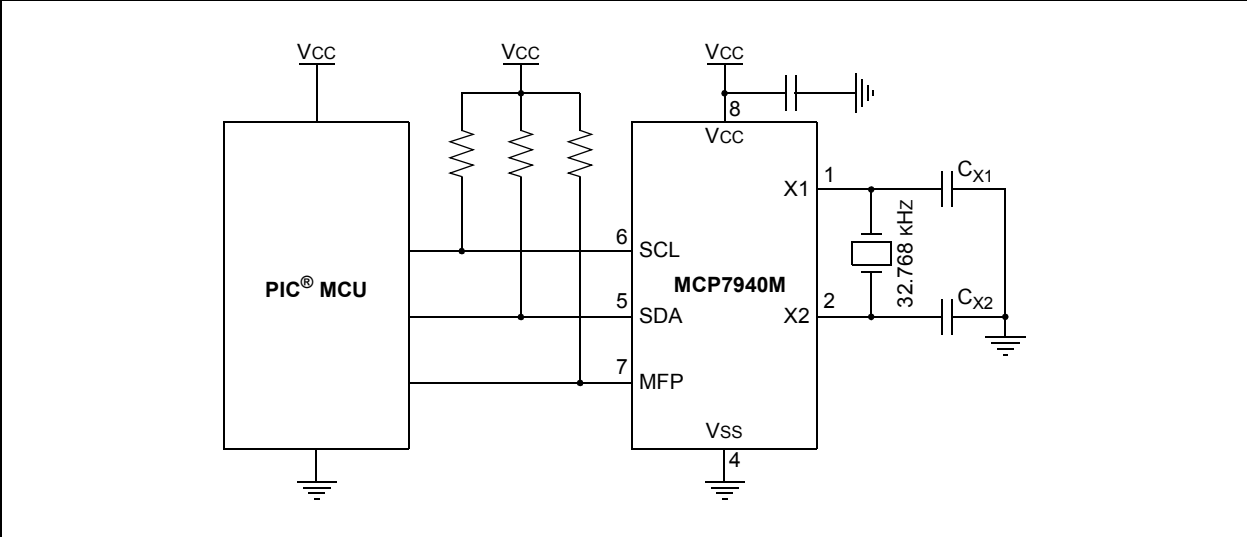 VCC
VCC
VCC
8
VCC
PIC® MCU
6
SCL
5
SDA
7
MFP
MCP7940M
X1
1
X2
2
CX1
32.768 KHZ
CX2
VSS
4